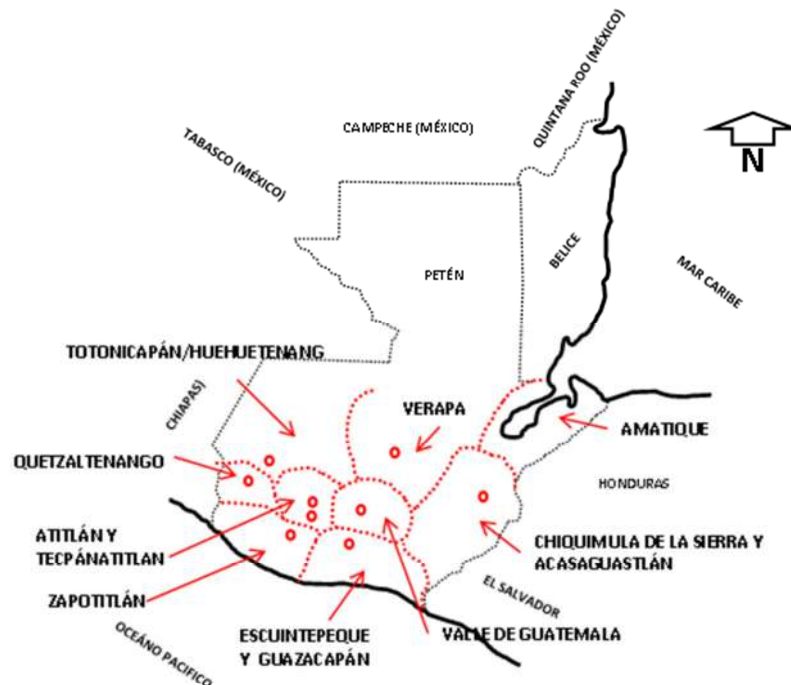 QUINTANA ROO (MÉXICO)
CAMPECHE (MÉXICO)
TABASCO (MÉXICO)
N
BELICE
PETÉN
MAR CARIBE
TOTONICAPÁN/HUEHUETENANG
CHIAPAS)
VERAPA
AMATIQUE
QUETZALTENANGO
HONDURAS
ATITLÁN Y
TECPÁNATITLAN
CHIQUIMULA DE LA SIERRA Y
ACASAGUASTLÁN
ZAPOTITLÁN
EL SALVADOR
ESCUINTEPEQUE
Y GUAZACAPÁN
VALLE DE GUATEMALA
OCEÁNO PACIFICO